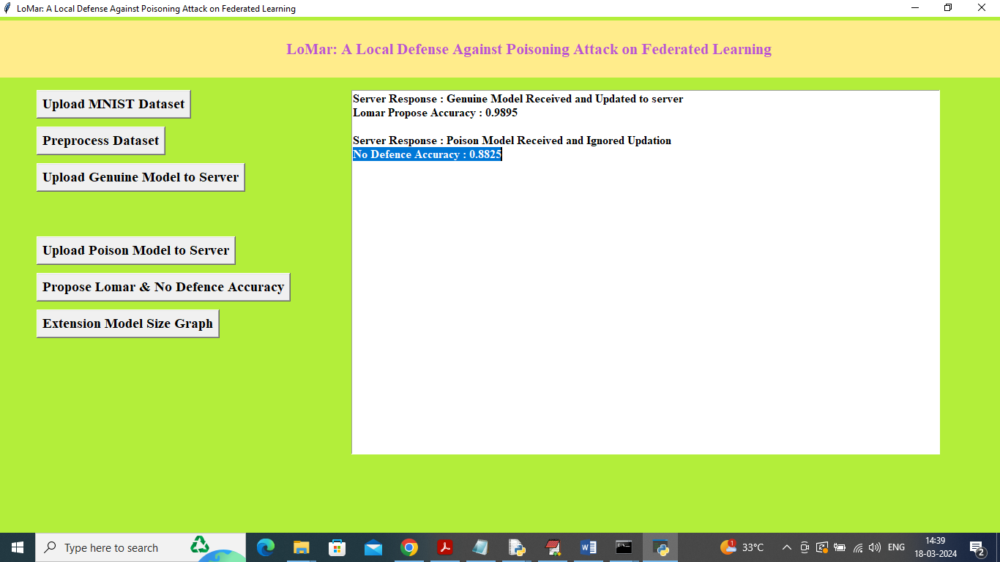 LoMar: A Local Defense Against Poisoning Attack on Federated Learning
LoMar: A Local Defense Against Poisoning Attack on Federated Learning
Upload MNIST Dataset
Preprocess Dataset
Upload Genuine Model to Server
Upload Poison Model to Server
Propose Lomar & No Defence Accuracy
Extension Model Size Graph
Server Response : Genuine Model Received and Updated to server
Lomar Propose Accuracy : 0.9895
Server Response : Poison Model Received and Ignored Updation
No Defence Accuracy : 0.8825
Type here to search
1
33°C
ENG
14:39
18-03-2024
2